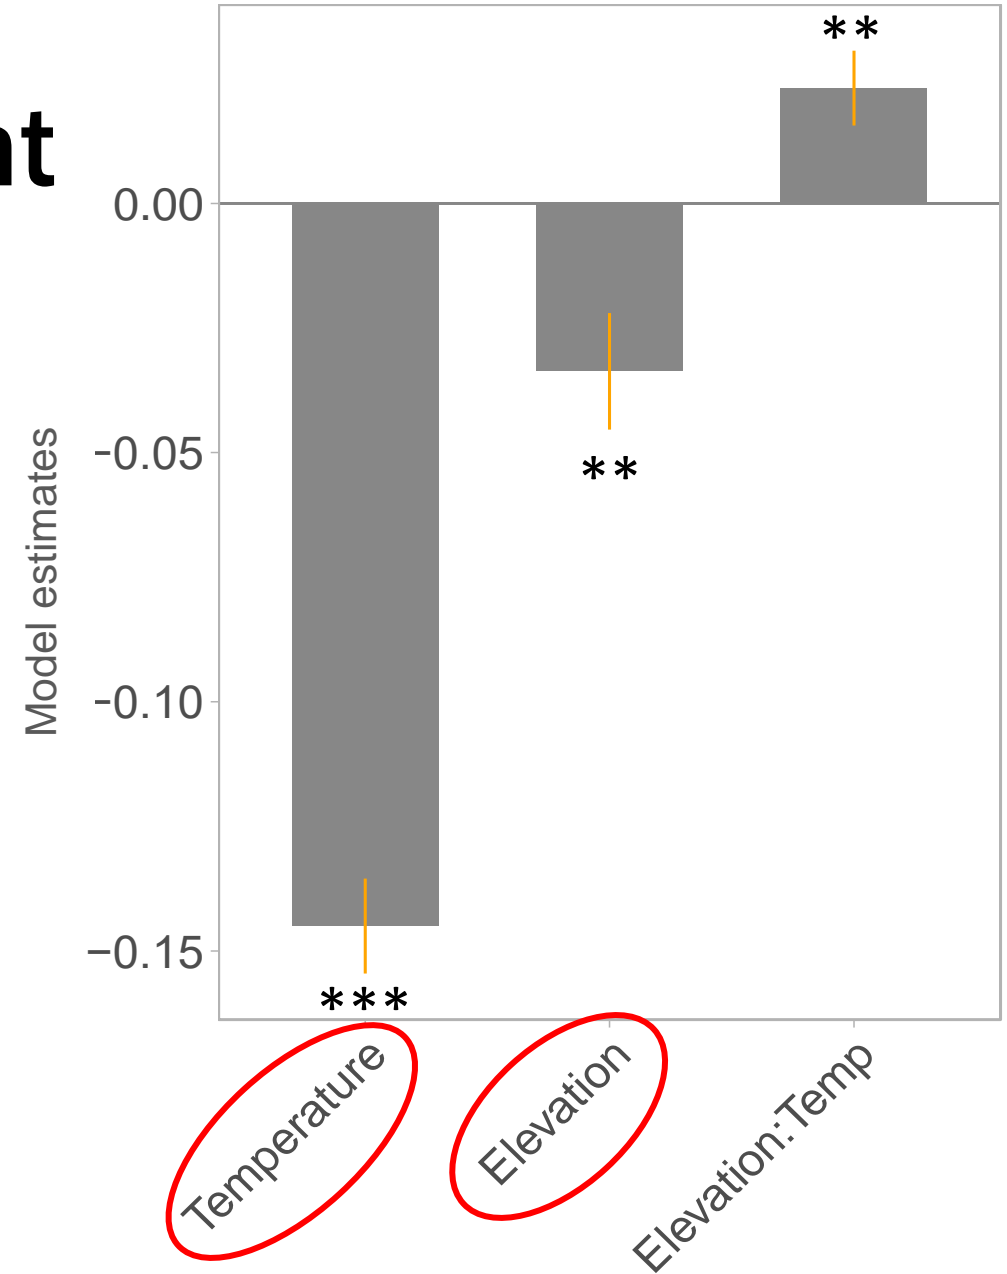 **
nt
0.00
−0.05
**
−0.10
−0.15
***
Model estimates
Temperature
Elevation
Elevation:Temp